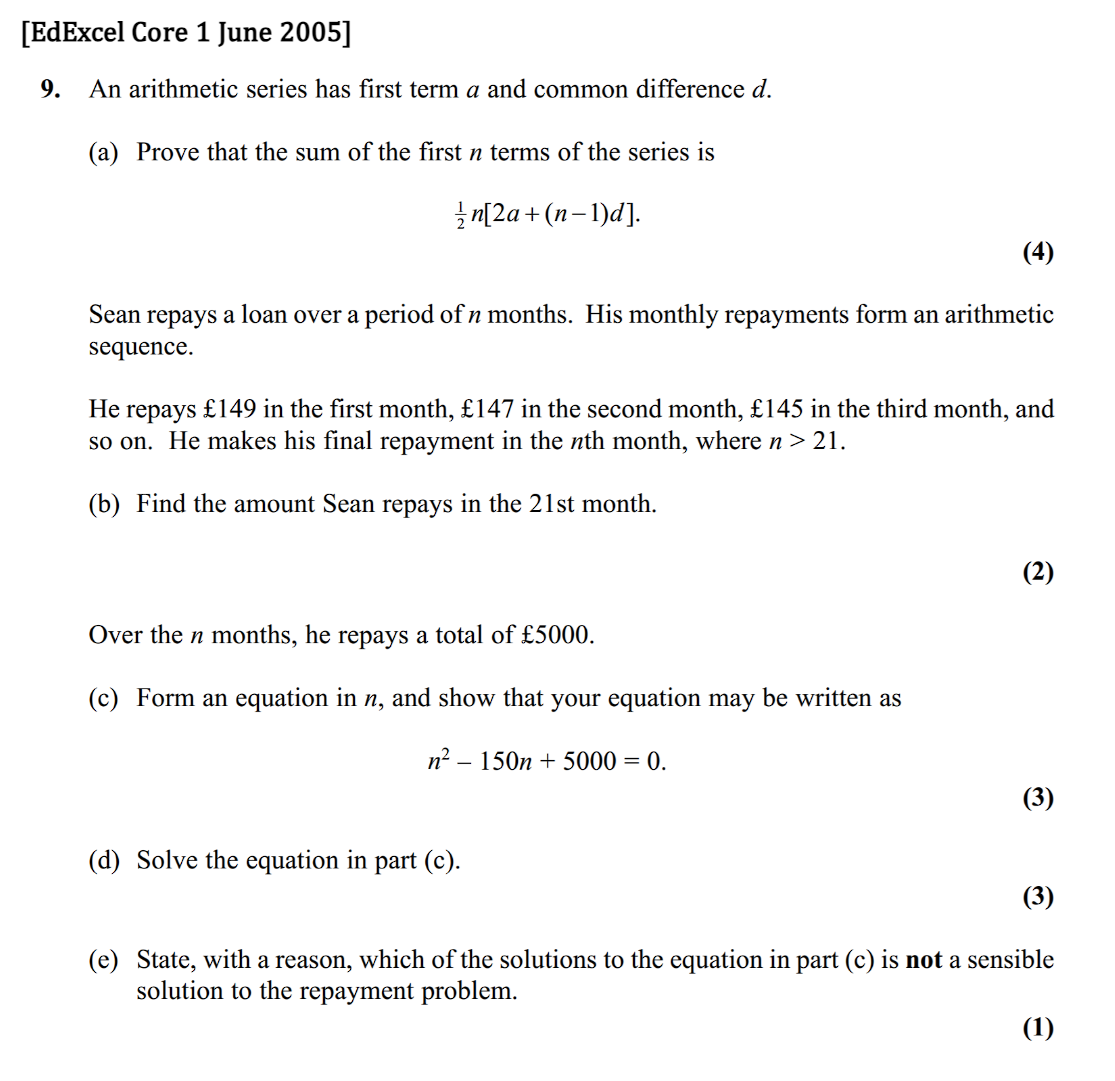 [EdExcel Core 1 June 2005]
9. An arithmetic series has first term a and common difference d.
(a) Prove that the sum of the first n terms of the series is
½ n[2a + (n – 1)d].
(4)
Sean repays a loan over a period of n months. His monthly repayments form an arithmetic
sequence.
He repays £149 in the first month, £147 in the second month, £145 in the third month, and
so on. He makes his final repayment in the nth month, where n > 21.
(b) Find the amount Sean repays in the 21st month.
(2)
Over the n months, he repays a total of £5000.
(c) Form an equation in n, and show that your equation may be written as
n² – 150n + 5000 = 0.
(3)
(d) Solve the equation in part (c).
(3)
(e) State, with a reason, which of the solutions to the equation in part (c) is not a sensible
solution to the repayment problem.
(1)